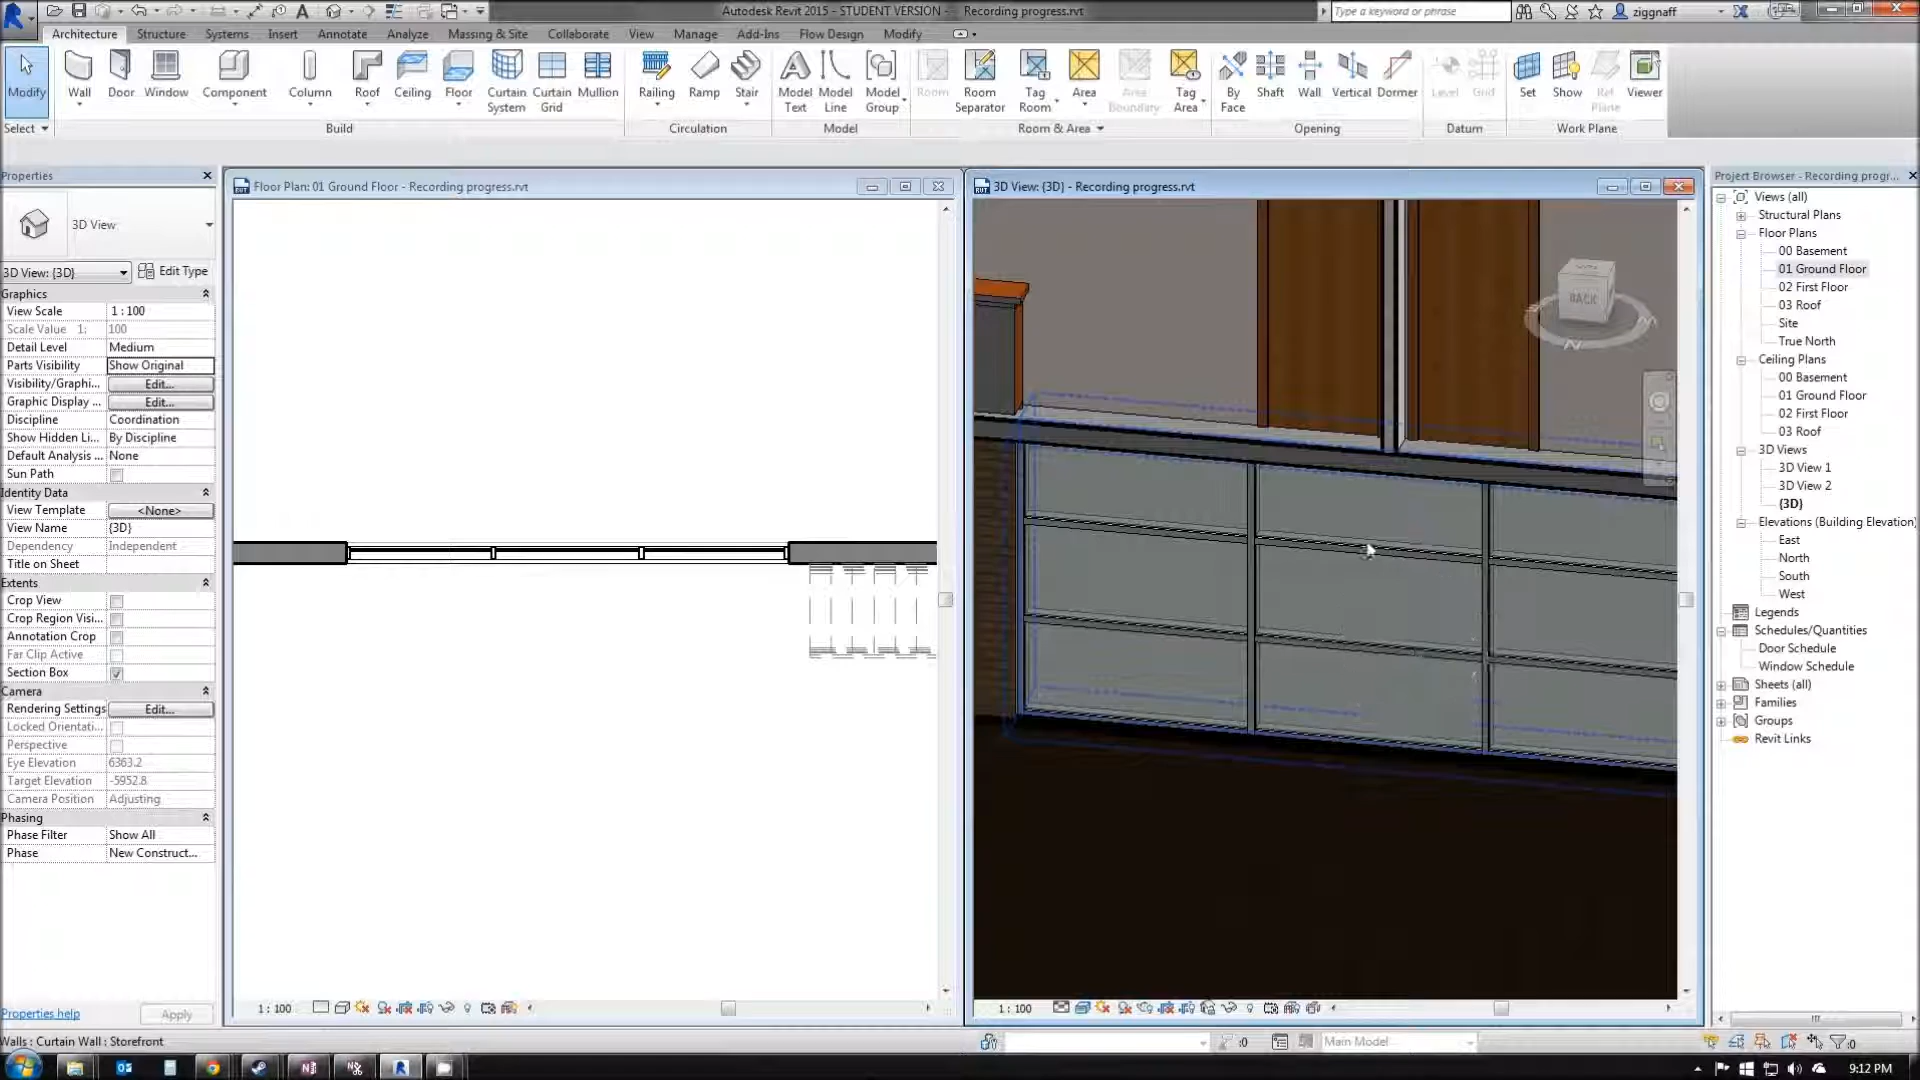 Autodesk Revit 2015 - STUDENT VERSION - Recording progress.rvt
Type a keyword or phrase
ziggnaff
Architecture Structure Systems Insert Annotate Analyze Massing & Site Collaborate View Manage Add-Ins Flow Design Modify
Modify Wall Door Window Component Column Roof Ceiling Floor Curtain System Curtain Grid Mullion Railing Ramp Stair Model Text Model Line Model Group Room Room Separator Tag Room Area Area Boundary Tag Area By Face Shaft Wall Vertical Dormer Level Grid Set Show Ref Plane Viewer
Select Build Circulation Model Room & Area Opening Datum Work Plane
Properties
3D View
3D View: {3D} Edit Type
Graphics
View Scale 1 : 100
Scale Value 1: 100
Detail Level Medium
Parts Visibility Show Original
Visibility/Graphi... Edit...
Graphic Display ... Edit...
Discipline Coordination
Show Hidden Li... By Discipline
Default Analysis ... None
Sun Path
Identity Data
View Template <None>
View Name {3D}
Dependency Independent
Title on Sheet
Extents
Crop View
Crop Region Visi...
Annotation Crop
Far Clip Active
Section Box
Camera
Rendering Settings Edit...
Locked Orientati...
Perspective
Eye Elevation 6363.2
Target Elevation -5952.8
Camera Position Adjusting
Phasing
Phase Filter Show All
Phase New Construct...
Properties help Apply
Floor Plan: 01 Ground Floor - Recording progress.rvt
1 : 100
3D View: {3D} - Recording progress.rvt
BACK
N
1 : 100
Project Browser - Recording progr...
Views (all)
Structural Plans
Floor Plans
00 Basement
01 Ground Floor
02 First Floor
03 Roof
Site
True North
Ceiling Plans
00 Basement
01 Ground Floor
02 First Floor
03 Roof
3D Views
3D View 1
3D View 2
{3D}
Elevations (Building Elevation)
East
North
South
West
Legends
Schedules/Quantities
Door Schedule
Window Schedule
Sheets (all)
Families
Groups
Revit Links
Walls : Curtain Wall : Storefront
:0
Main Model
:0
9:12 PM